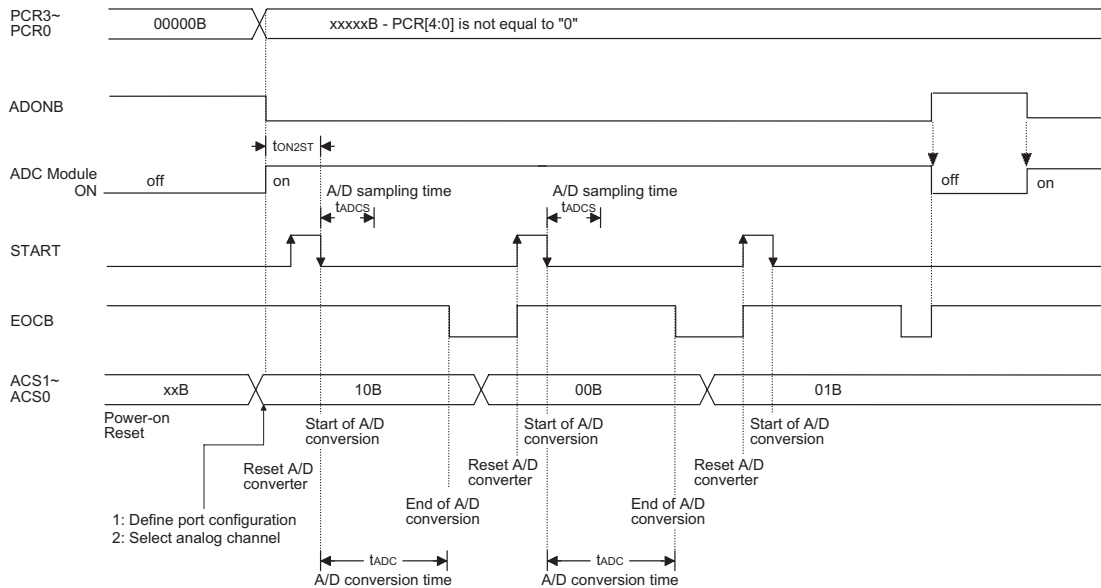 PCR3~
PCR0
00000B
xxxxxB - PCR[4:0] is not equal to "0"
ADONB
tON2ST
ADC Module
ON
off
on
off
on
A/D sampling time
tADCS
A/D sampling time
tADCS
START
EOCB
ACS1~
ACS0
xxB
10B
00B
01B
Power-on
Reset
Start of A/D
conversion
Start of A/D
conversion
Start of A/D
conversion
Reset A/D
converter
Reset A/D
converter
Reset A/D
converter
End of A/D
conversion
End of A/D
conversion
1: Define port configuration
2: Select analog channel
tADC
A/D conversion time
tADC
A/D conversion time